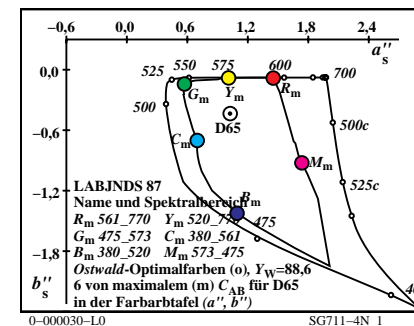 −0,6 0,0 0,6 1,2 1,8 2,4
a''s
525 550 575 600 700
0,0
Gm Ym Rm
500
D65
500c
−0,6
Cm
Mm
525c
−1,2
LABJNDS 87
Name und Spektralbereich
Bm
Rm 561_770 Ym 520_770
475
Gm 475_573 Cm 380_561
Bm 380_520 Mm 573_475
−1,8
b''s
Ostwald-Optimalfarben (o), YW=88,6
6 von maximalem (m) CAB für D65
in der Farbarbtafel (a'', b'')
0−000030−L0 SG711−4N 1